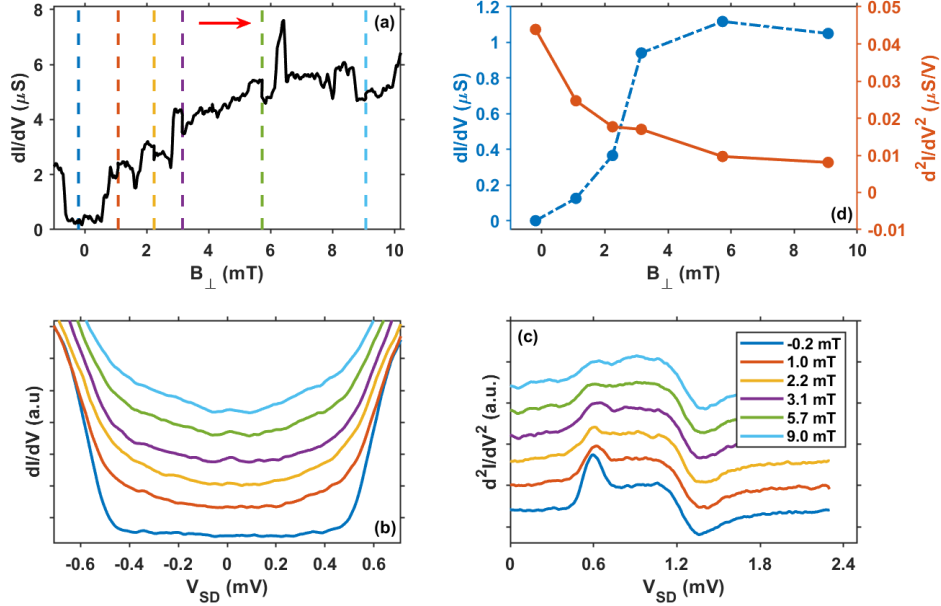 8
6
4
2
0
dI/dV (μS)
(a)
0 2 4 6 8 10
B⊥ (mT)
1.2
1
0.8
0.6
0.4
0.2
0
dI/dV (μS)
0.05
0.04
0.03
0.02
0.01
0
-0.01
d²I/dV² (μS/V)
(d)
0 2 4 6 8 10
B⊥ (mT)
dI/dV (a.u)
(b)
-0.6 -0.4 -0.2 0 0.2 0.4 0.6
V_SD (mV)
(c)
d²I/dV² (a.u.)
-0.2 mT
1.0 mT
2.2 mT
3.1 mT
5.7 mT
9.0 mT
0 0.6 1.2 1.8 2.4
V_SD (mV)